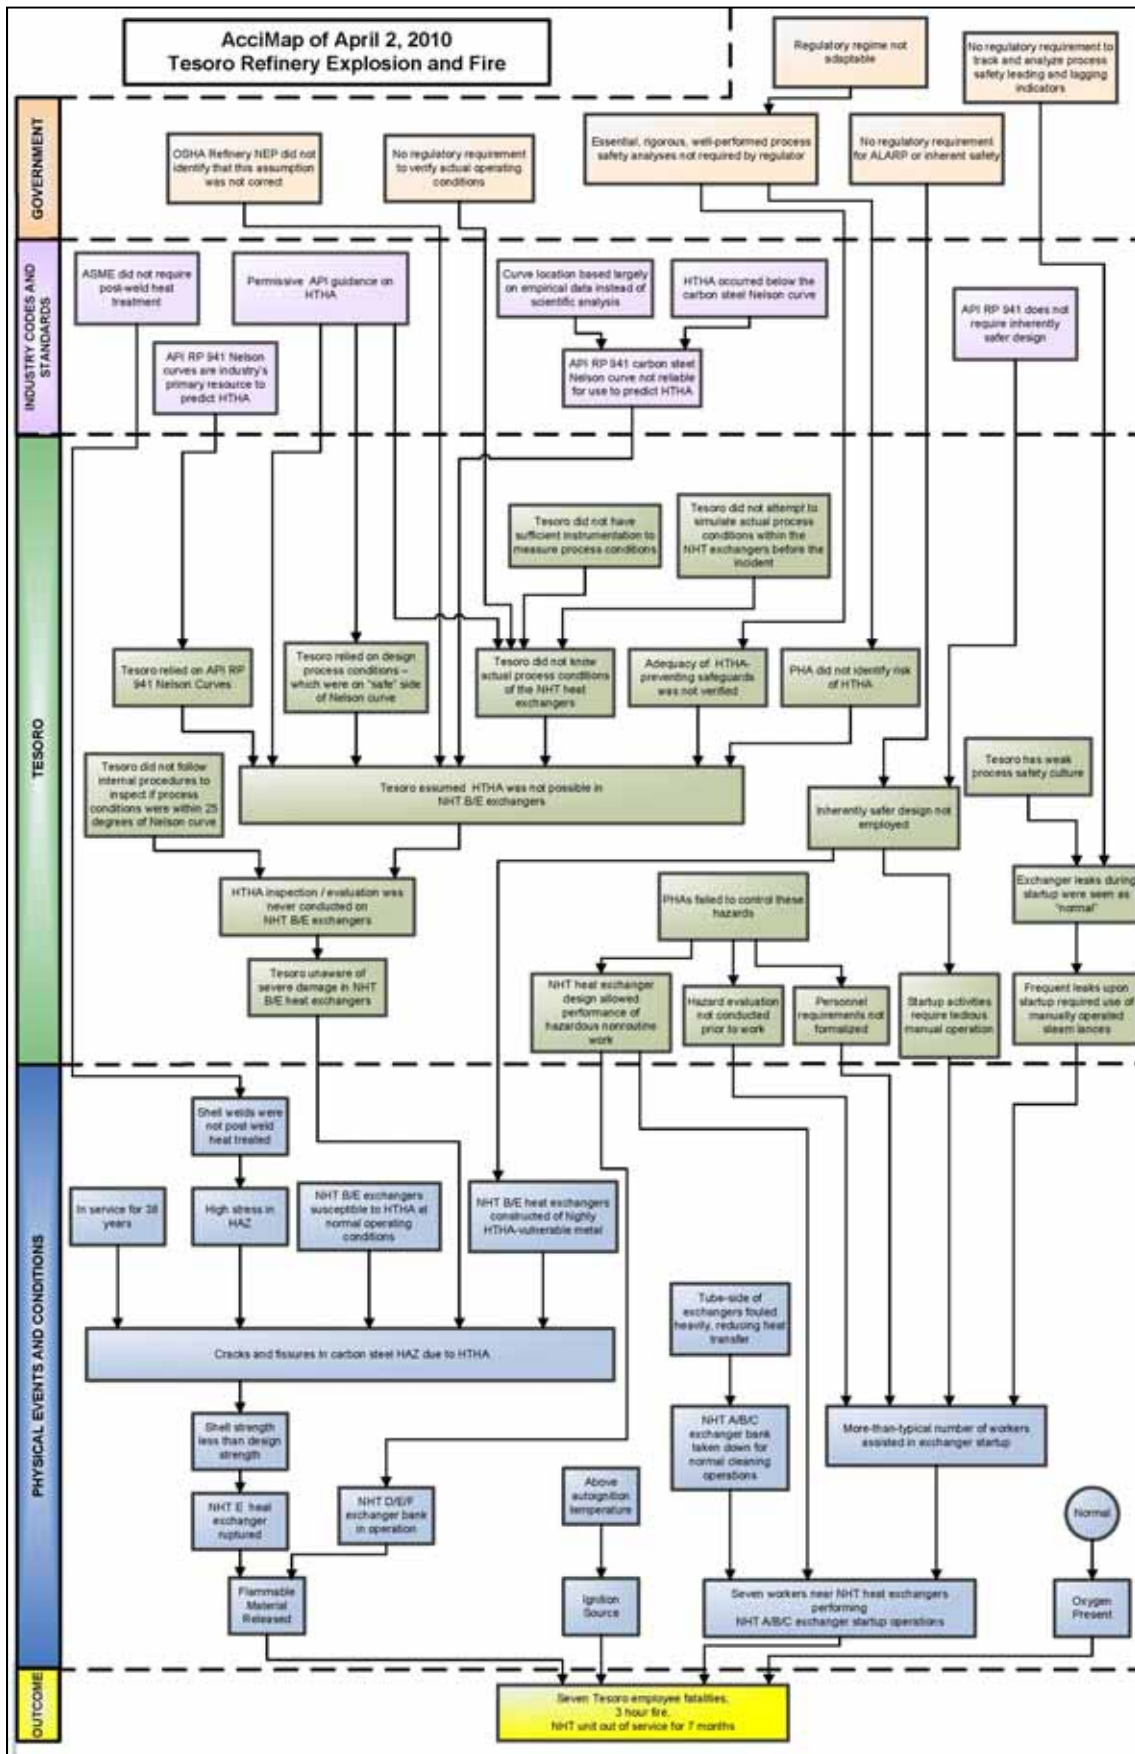 AcciMap of April 2, 2010
Tesoro Refinery Explosion and Fire
Regulatory regime not
adaptable
No regulatory requirement to
track and analyze process
safety leading and lagging
indicators
GOVERNMENT
OSHA Refinery NEP did not
identify that this assumption
was not correct
No regulatory requirement
to verify actual operating
conditions
Essential, rigorous, well-performed process
safety analyses not required by regulator
No regulatory requirement
for ALARP or inherent safety
INDUSTRY CODES AND
STANDARDS
ASME did not require
post-weld heat
treatment
Permissive API guidance on
HTHA
Curve location based largely
on empirical data instead of
scientific analysis
HTHA occurred below the
carbon steel Nelson curve
API RP 941 does not
require inherently
safer design
API RP 941 Nelson
curves are industry's
primary resource to
predict HTHA
API RP 941 carbon steel
Nelson curve not reliable
for use to predict HTHA
TESORO
Tesoro did not have
sufficient instrumentation to
measure process conditions
Tesoro did not attempt to
simulate actual process
conditions within the
NHT exchangers before the
incident
Tesoro relied on API RP
941 Nelson Curves
Tesoro relied on design
process conditions –
which were on "safe" side
of Nelson curve
Tesoro did not know
actual process conditions
of the NHT heat
exchangers
Adequacy of HTHA-
preventing safeguards
was not verified
PHA did not identify risk
of HTHA
Tesoro did not follow
internal procedures to
inspect if process
conditions were within 25
degrees of Nelson curve
Tesoro assumed HTHA was not possible in
NHT B/E exchangers
Inherently safer design not
employed
Tesoro has weak
process safety culture
HTHA inspection / evaluation was
never conducted on
NHT B/E exchangers
PHAs failed to control these
hazards
Exchanger leaks during
startup were seen as
"normal"
Tesoro unaware of
severe damage in NHT
B/E heat exchangers
NHT heat exchanger
design allowed
performance of
hazardous nonroutine
work
Hazard evaluation
not conducted
prior to work
Personnel
requirements not
formalized
Startup activities
require tedious
manual operation
Frequent leaks upon
startup required use of
manually operated
steam lances
PHYSICAL EVENTS AND CONDITIONS
Shell welds were
not post weld
heat treated
In service for 38
years
High stress in
HAZ
NHT B/E exchangers
susceptible to HTHA at
normal operating
conditions
NHT B/E heat exchangers
constructed of highly
HTHA-vulnerable metal
Tube-side of
exchangers fouled
heavily, reducing heat
transfer
Cracks and fissures in carbon steel HAZ due to HTHA
Shell strength
less than design
strength
NHT A/B/C
exchanger bank
taken down for
normal cleaning
operations
More-than-typical number of workers
assisted in exchanger startup
NHT E heat
exchanger
ruptured
NHT D/E/F
exchanger bank
in operation
Above
autoignition
temperature
Normal
Flammable
Material
Released
Ignition
Source
Seven workers near NHT heat exchangers
performing
NHT A/B/C exchanger startup operations
Oxygen
Present
OUTCOME
Seven Tesoro employee fatalities,
3 hour fire,
NHT unit out of service for 7 months